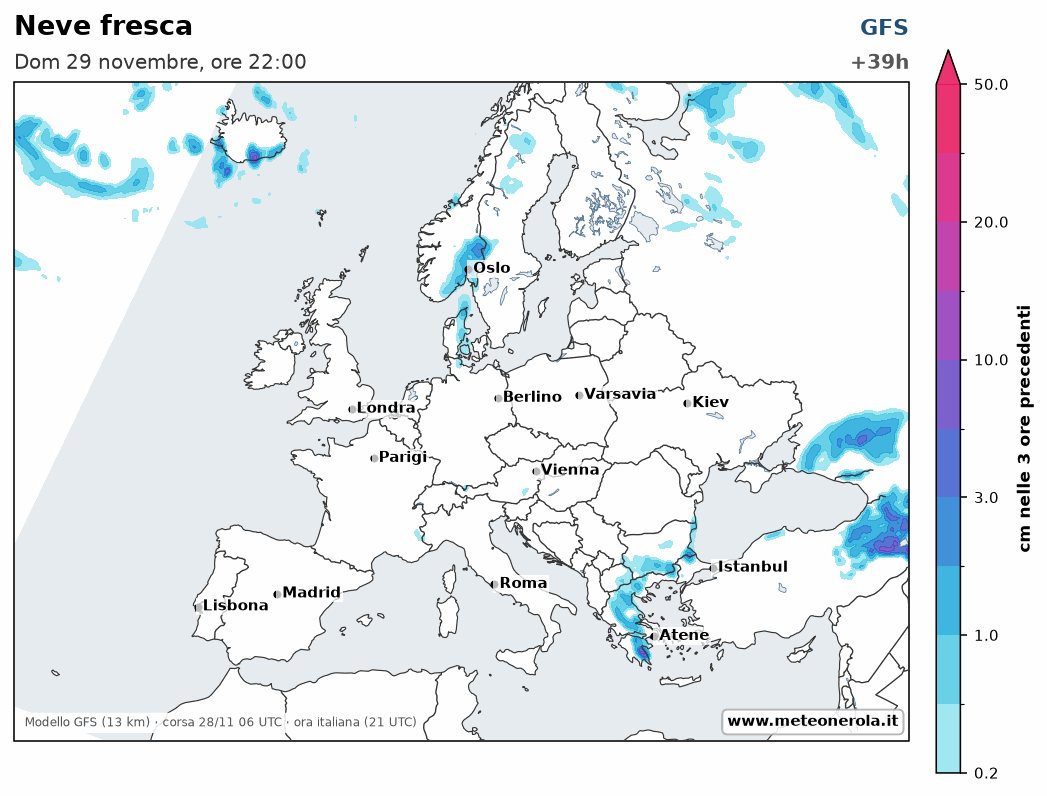 Neve fresca
GFS
Dom 29 novembre, ore 22:00
+39h
50.0
20.0
10.0
3.0
1.0
0.2
cm nelle 3 ore precedenti
Oslo
Berlino
Varsavia
Kiev
Londra
Parigi
Vienna
Istanbul
Roma
Madrid
Lisbona
Atene
Modello GFS (13 km) · corsa 28/11 06 UTC · ora italiana (21 UTC)
www.meteonerola.it